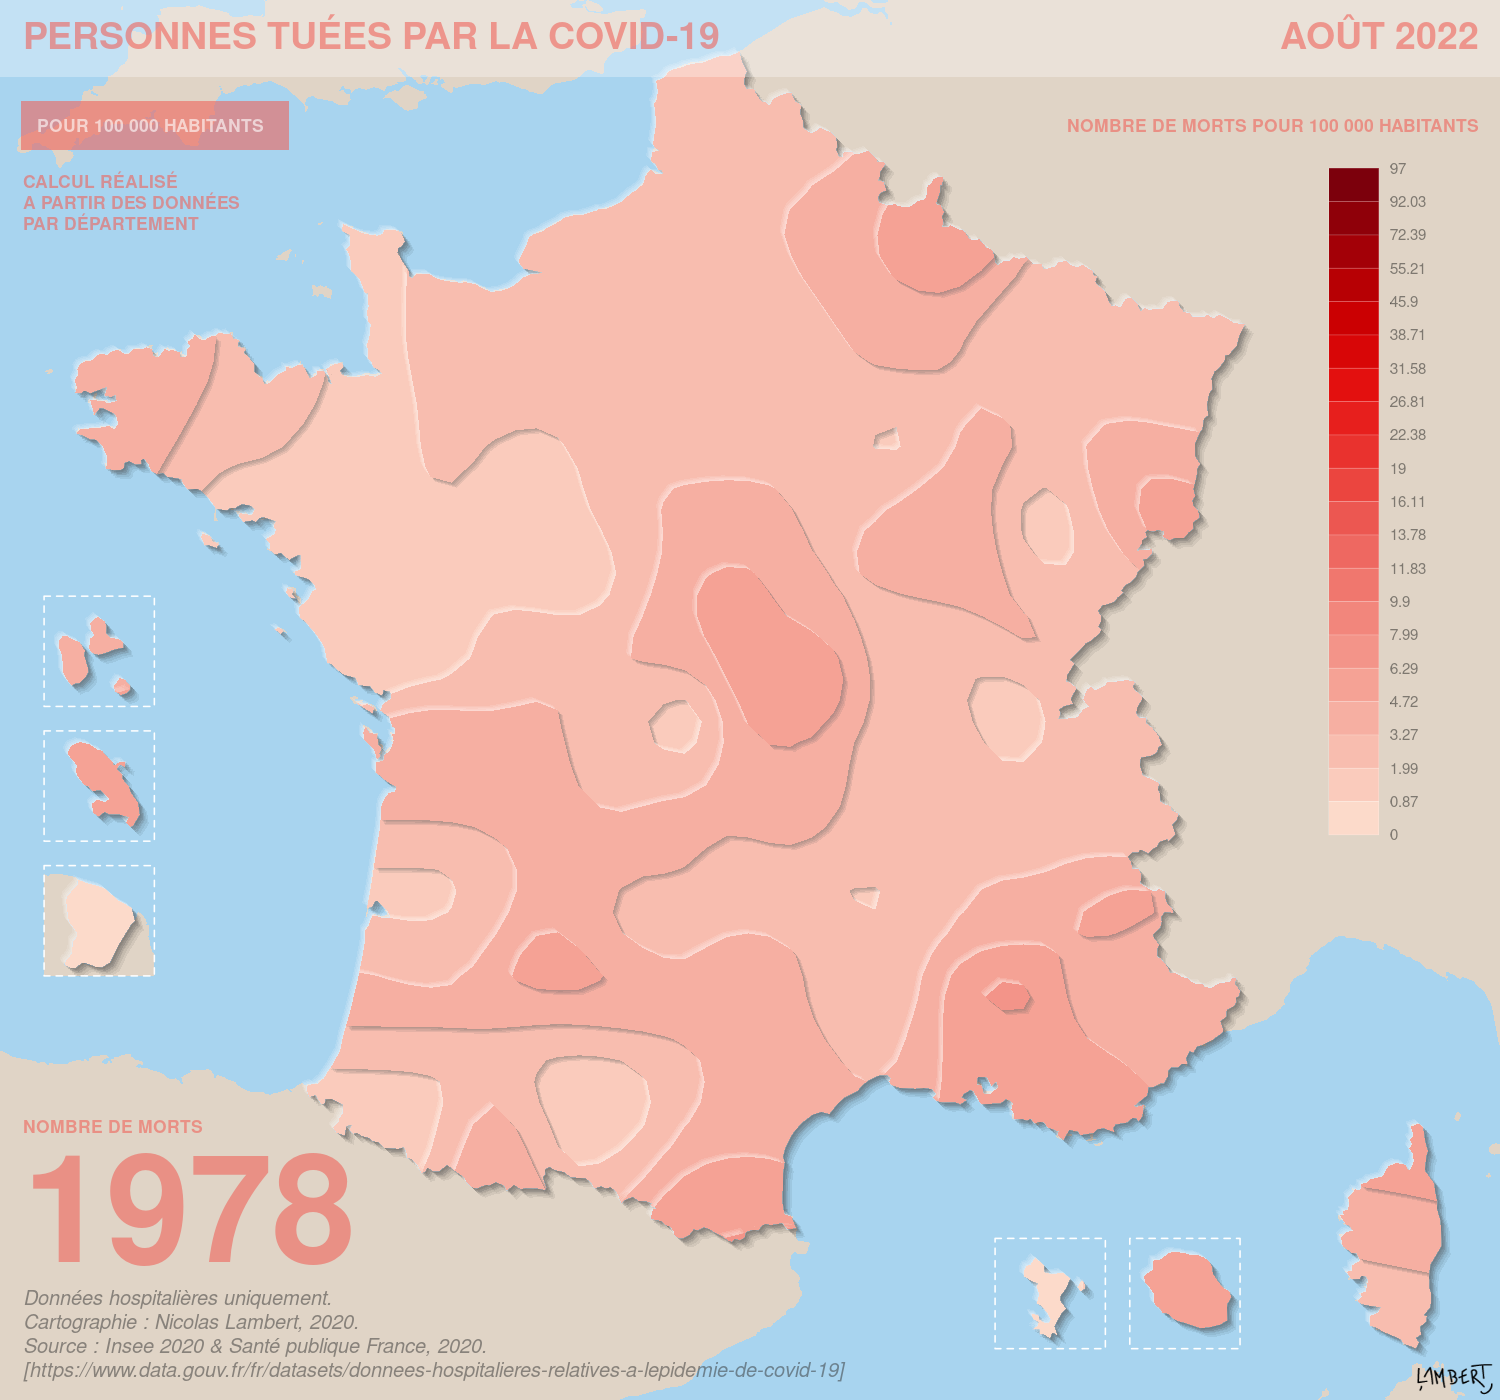 PERSONNES TUÉES PAR LA COVID-19
AOÛT 2022
POUR 100 000 HABITANTS
CALCUL RÉALISÉ
A PARTIR DES DONNÉES
PAR DÉPARTEMENT
NOMBRE DE MORTS POUR 100 000 HABITANTS
97
92.03
72.39
55.21
45.9
38.71
31.58
26.81
22.38
19
16.11
13.78
11.83
9.9
7.99
6.29
4.72
3.27
1.99
0.87
0
NOMBRE DE MORTS
1978
Données hospitalières uniquement.
Cartographie : Nicolas Lambert, 2020.
Source : Insee 2020 & Santé publique France, 2020.
[https://www.data.gouv.fr/fr/datasets/donnees-hospitalieres-relatives-a-lepidemie-de-covid-19]
LAMBERT